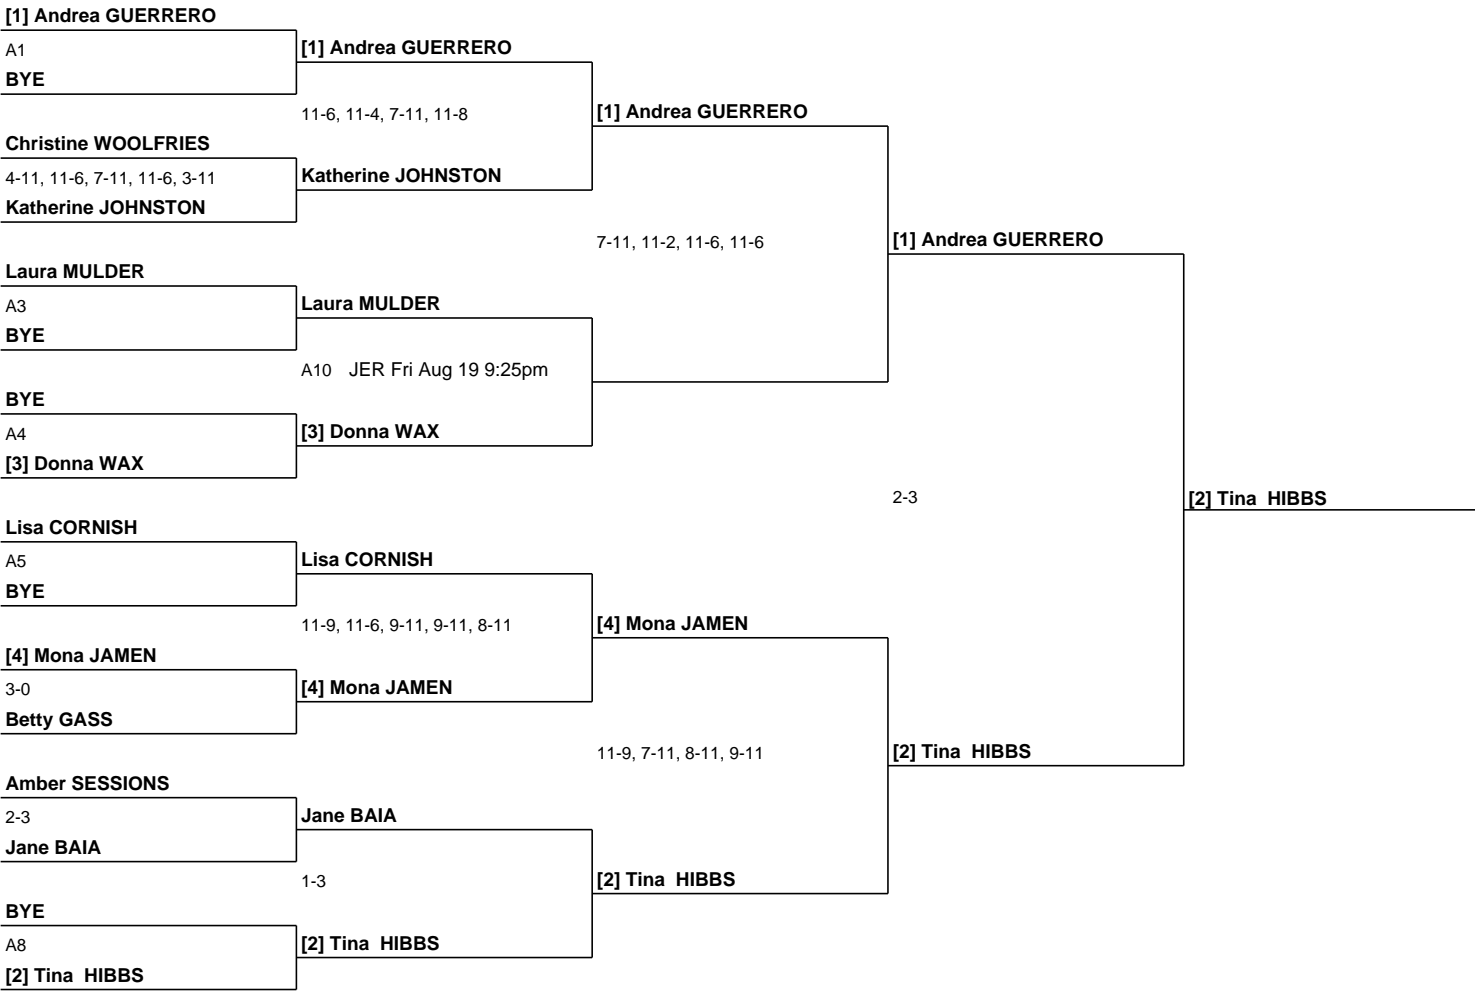 [1] Andrea GUERRERO
A1
BYE
Christine WOOLFRIES
4-11, 11-6, 7-11, 11-6, 3-11
Katherine JOHNSTON
Laura MULDER
A3
BYE
BYE
A4
[3] Donna WAX
Lisa CORNISH
A5
BYE
[4] Mona JAMEN
3-0
Betty GASS
Amber SESSIONS
2-3
Jane BAIA
BYE
A8
[2] Tina  HIBBS
[1] Andrea GUERRERO
11-6, 11-4, 7-11, 11-8
Katherine JOHNSTON
Laura MULDER
A10 JER Fri Aug 19 9:25pm
[3] Donna WAX
Lisa CORNISH
11-9, 11-6, 9-11, 9-11, 8-11
[4] Mona JAMEN
Jane BAIA
1-3
[2] Tina  HIBBS
[1] Andrea GUERRERO
7-11, 11-2, 11-6, 11-6
[4] Mona JAMEN
11-9, 7-11, 8-11, 9-11
[2] Tina  HIBBS
[1] Andrea GUERRERO
2-3
[2] Tina  HIBBS
[2] Tina  HIBBS